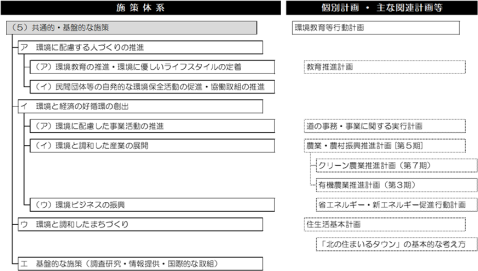 施策体系
個別計画・主な関連計画等
（５）共通的・基盤的な施策
環境教育等行動計画
ア　環境に配慮する人づくりの推進
（ア）環境教育の推進・環境に優しいライフスタイルの定着
教育推進計画
（イ）民間団体等の自発的な環境保全活動の促進・協働取組の推進
イ　環境と経済の好循環の創出
（ア）環境に配慮した事業活動の推進
道の事務・事業に関する実行計画
（イ）環境と調和した産業の展開
農業・農村振興推進計画［第５期］
クリーン農業推進計画（第７期）
有機農業推進計画（第３期）
（ウ）環境ビジネスの振興
省エネルギー・新エネルギー促進行動計画
ウ　環境と調和したまちづくり
住生活基本計画
「北の住まいるタウン」の基本的な考え方
エ　基盤的な施策（調査研究・情報提供・国際的な取組）